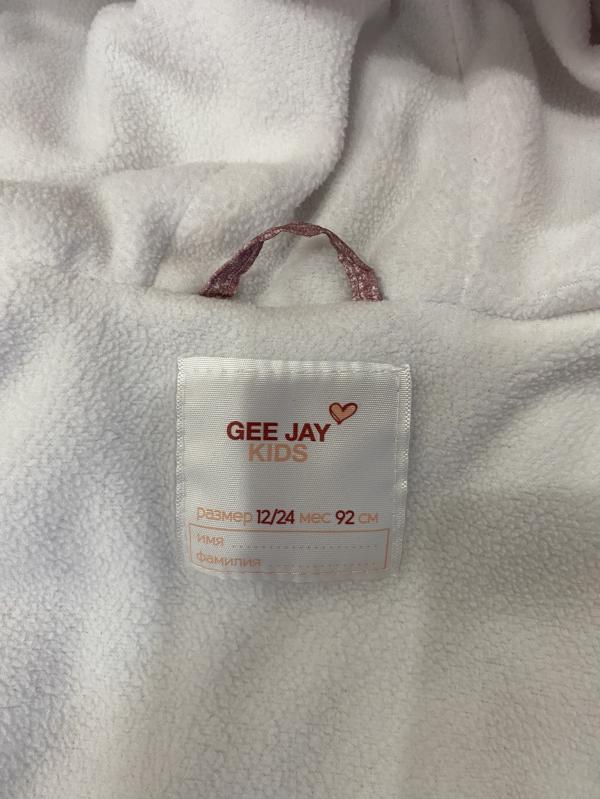 GEE JAY
KIDS
размер 12/24 мес 92 см
имя
фамилия